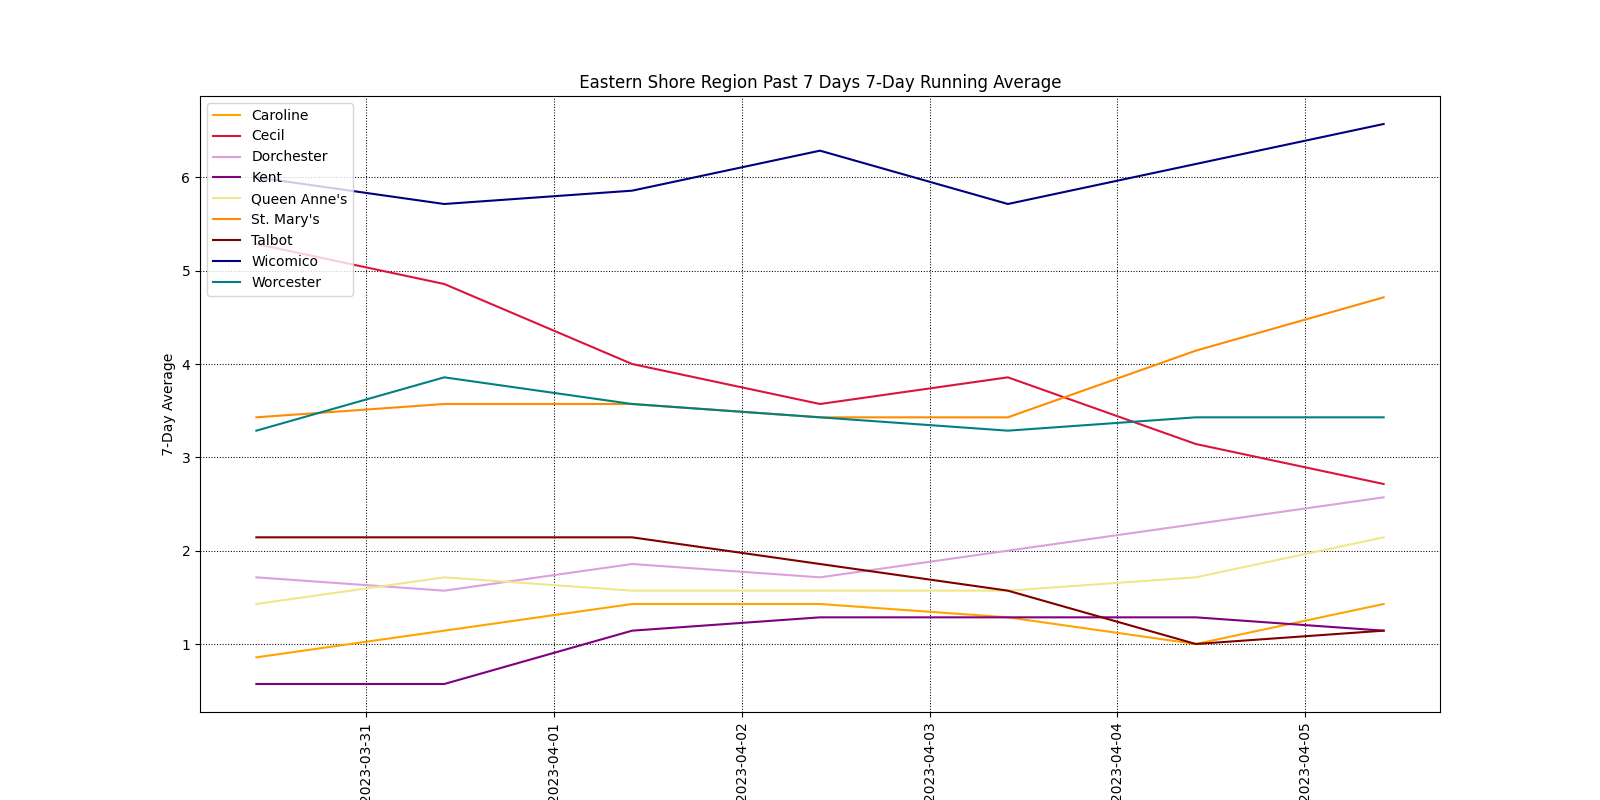 Eastern Shore Region Past 7 Days 7-Day Running Average
Caroline
Cecil
Dorchester
Kent
Queen Anne's
St. Mary's
Talbot
Wicomico
Worcester
7-Day Average
6
5
4
3
2
1
2023-03-31
2023-04-01
2023-04-02
2023-04-03
2023-04-04
2023-04-05